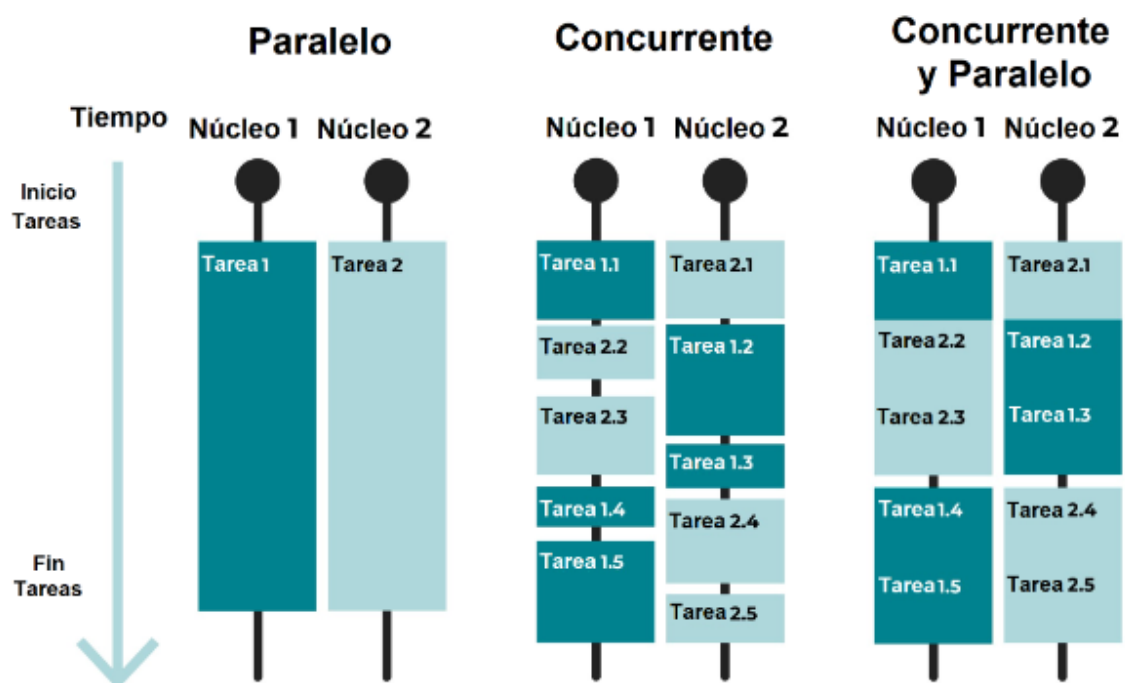 Paralelo
Concurrente
Concurrente
y Paralelo
Tiempo
Núcleo 1
Núcleo 2
Núcleo 1
Núcleo 2
Núcleo 1
Núcleo 2
Inicio
Tareas
Tarea 1
Tarea 2
Tarea 1.1
Tarea 2.1
Tarea 1.1
Tarea 2.1
Tarea 2.2
Tarea 1.2
Tarea 2.2
Tarea 1.2
Tarea 2.3
Tarea 1.3
Tarea 2.3
Tarea 1.3
Tarea 1.4
Tarea 2.4
Tarea 1.4
Tarea 2.4
Fin
Tareas
Tarea 1.5
Tarea 2.5
Tarea 1.5
Tarea 2.5